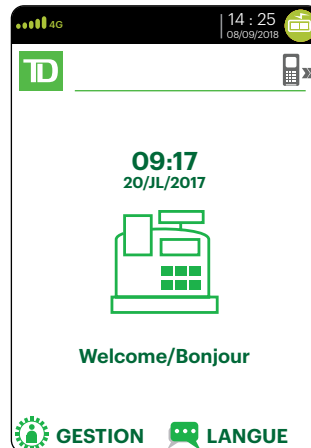 4G
14 : 25
08/09/2018
TD
09:17
20/JL/2017
Welcome/Bonjour
GESTION
LANGUE